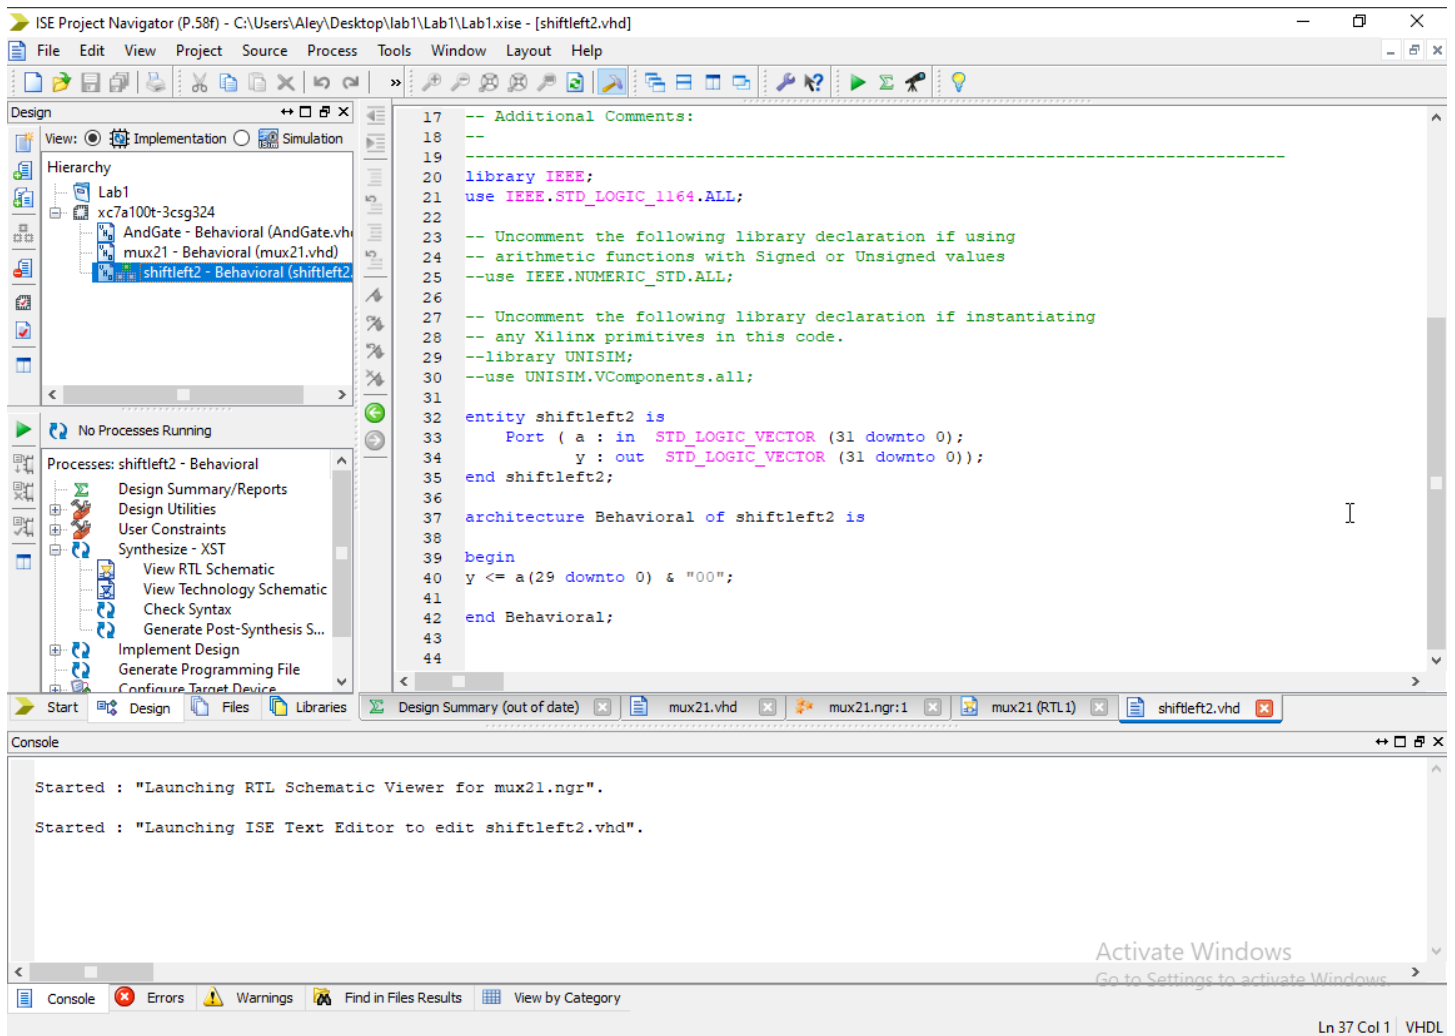 ISE Project Navigator (P.58f) - C:\Users\Aley\Desktop\lab1\Lab1\Lab1.xise - [shiftleft2.vhd]
File Edit View Project Source Process Tools Window Layout Help
Design
View: Implementation Simulation
Hierarchy
Lab1
xc7a100t-3csg324
AndGate - Behavioral (AndGate.vh
mux21 - Behavioral (mux21.vhd)
shiftleft2 - Behavioral (shiftleft2.
No Processes Running
Processes: shiftleft2 - Behavioral
Design Summary/Reports
Design Utilities
User Constraints
Synthesize - XST
View RTL Schematic
View Technology Schematic
Check Syntax
Generate Post-Synthesis S...
Implement Design
Generate Programming File
Configure Target Device
Start Design Files Libraries
17 -- Additional Comments:
18 --
19 ----------------------------------------------------------------------------------
20 library IEEE;
21 use IEEE.STD_LOGIC_1164.ALL;
22
23 -- Uncomment the following library declaration if using
24 -- arithmetic functions with Signed or Unsigned values
25 --use IEEE.NUMERIC_STD.ALL;
26
27 -- Uncomment the following library declaration if instantiating
28 -- any Xilinx primitives in this code.
29 --library UNISIM;
30 --use UNISIM.VComponents.all;
31
32 entity shiftleft2 is
33 Port ( a : in STD_LOGIC_VECTOR (31 downto 0);
34 y : out STD_LOGIC_VECTOR (31 downto 0));
35 end shiftleft2;
36
37 architecture Behavioral of shiftleft2 is
38
39 begin
40 y <= a(29 downto 0) & "00";
41
42 end Behavioral;
43
44
Design Summary (out of date) mux21.vhd mux21.ngr:1 mux21 (RTL1) shiftleft2.vhd
Console
Started : "Launching RTL Schematic Viewer for mux21.ngr".
Started : "Launching ISE Text Editor to edit shiftleft2.vhd".
Activate Windows
Go to Settings to activate Windows.
Console Errors Warnings Find in Files Results View by Category
Ln 37 Col 1 VHDL